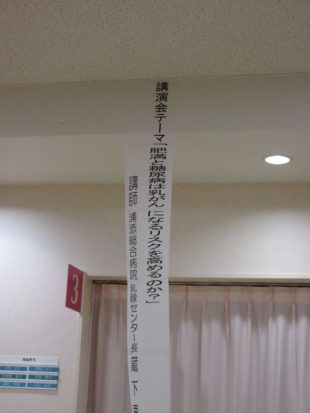 講演会テーマ「肥満と糖尿病は乳がんになるリスクを高めるのか?」
講師 浦添総合病院 乳腺センター長
3